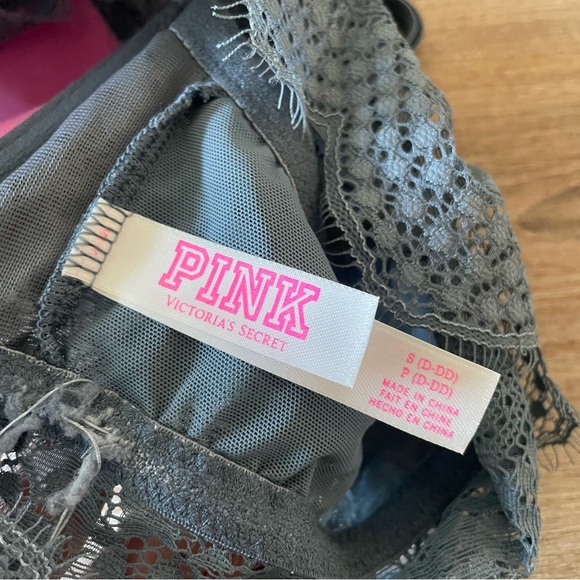 PINK
VICTORIA'S SECRET
S (D-DD)
P (D-DD)
MADE IN CHINA
FAIT EN CHINE
HECHO EN CHINA